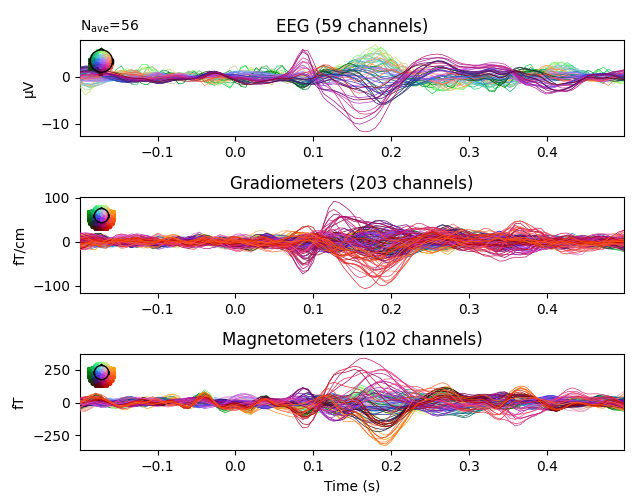 N_ave=56
EEG (59 channels)
µV
0
−10
−0.1 0.0 0.1 0.2 0.3 0.4
Gradiometers (203 channels)
fT/cm
100
0
−100
−0.1 0.0 0.1 0.2 0.3 0.4
Magnetometers (102 channels)
fT
250
0
−250
−0.1 0.0 0.1 0.2 0.3 0.4
Time (s)